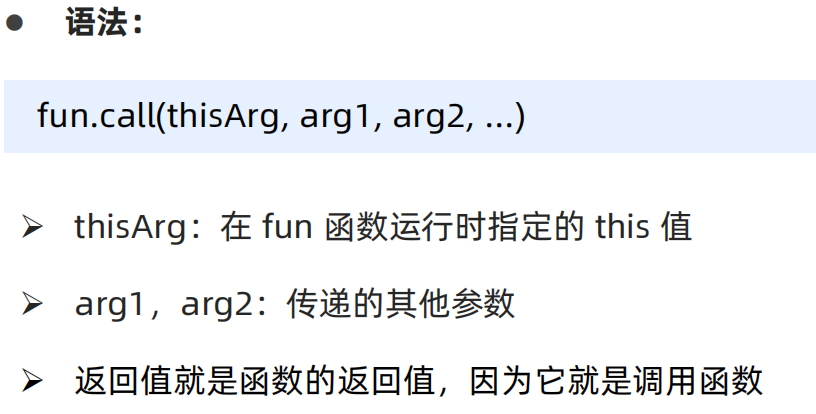 ● 语法：
fun.call(thisArg, arg1, arg2, ...)
➢ thisArg：在 fun 函数运行时指定的 this 值
➢ arg1，arg2：传递的其他参数
➢ 返回值就是函数的返回值，因为它就是调用函数